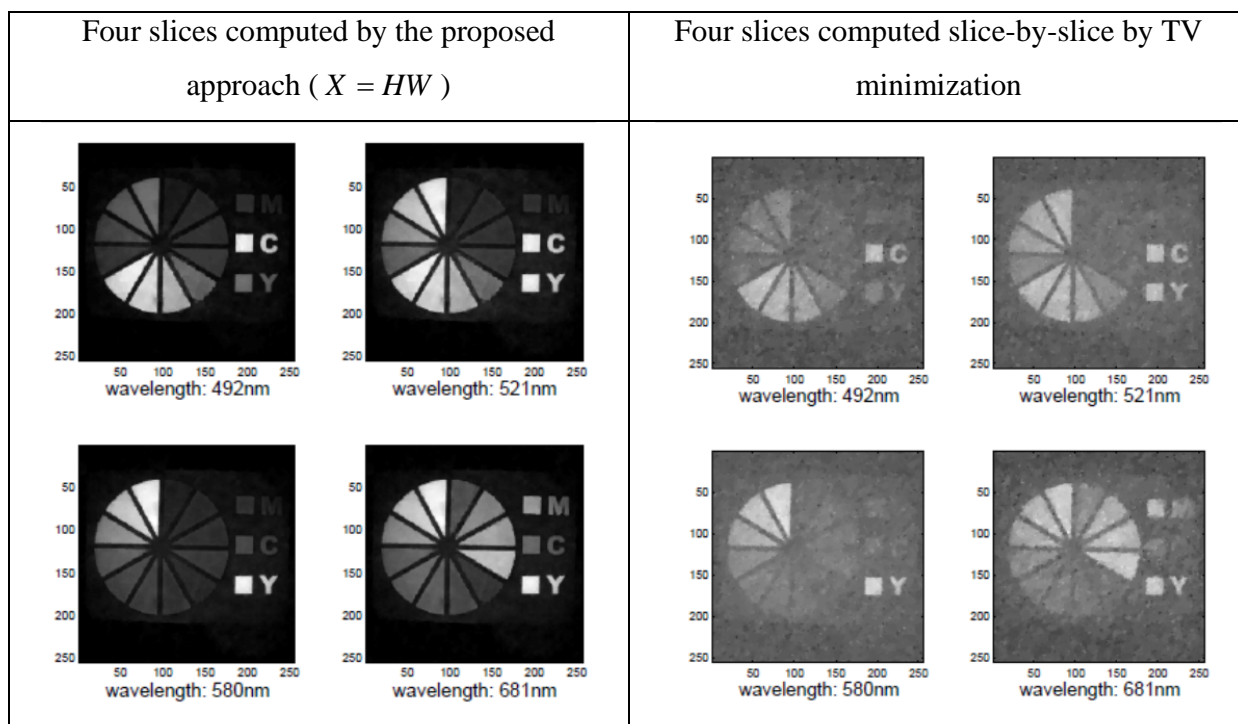 Four slices computed by the proposed
approach ( X = HW )
Four slices computed slice-by-slice by TV
minimization
50
100
150
200
250
M
C
Y
50 100 150 200 250
wavelength: 492nm
50
100
150
200
250
M
C
Y
50 100 150 200 250
wavelength: 521nm
50
100
150
200
250
M
C
Y
50 100 150 200 250
wavelength: 580nm
50
100
150
200
250
M
C
Y
50 100 150 200 250
wavelength: 681nm
50
100
150
200
250
C
Y
50 100 150 200 250
wavelength: 492nm
50
100
150
200
250
C
Y
50 100 150 200 250
wavelength: 521nm
50
100
150
200
250
Y
50 100 150 200 250
wavelength: 580nm
50
100
150
200
250
M
Y
50 100 150 200 250
wavelength: 681nm